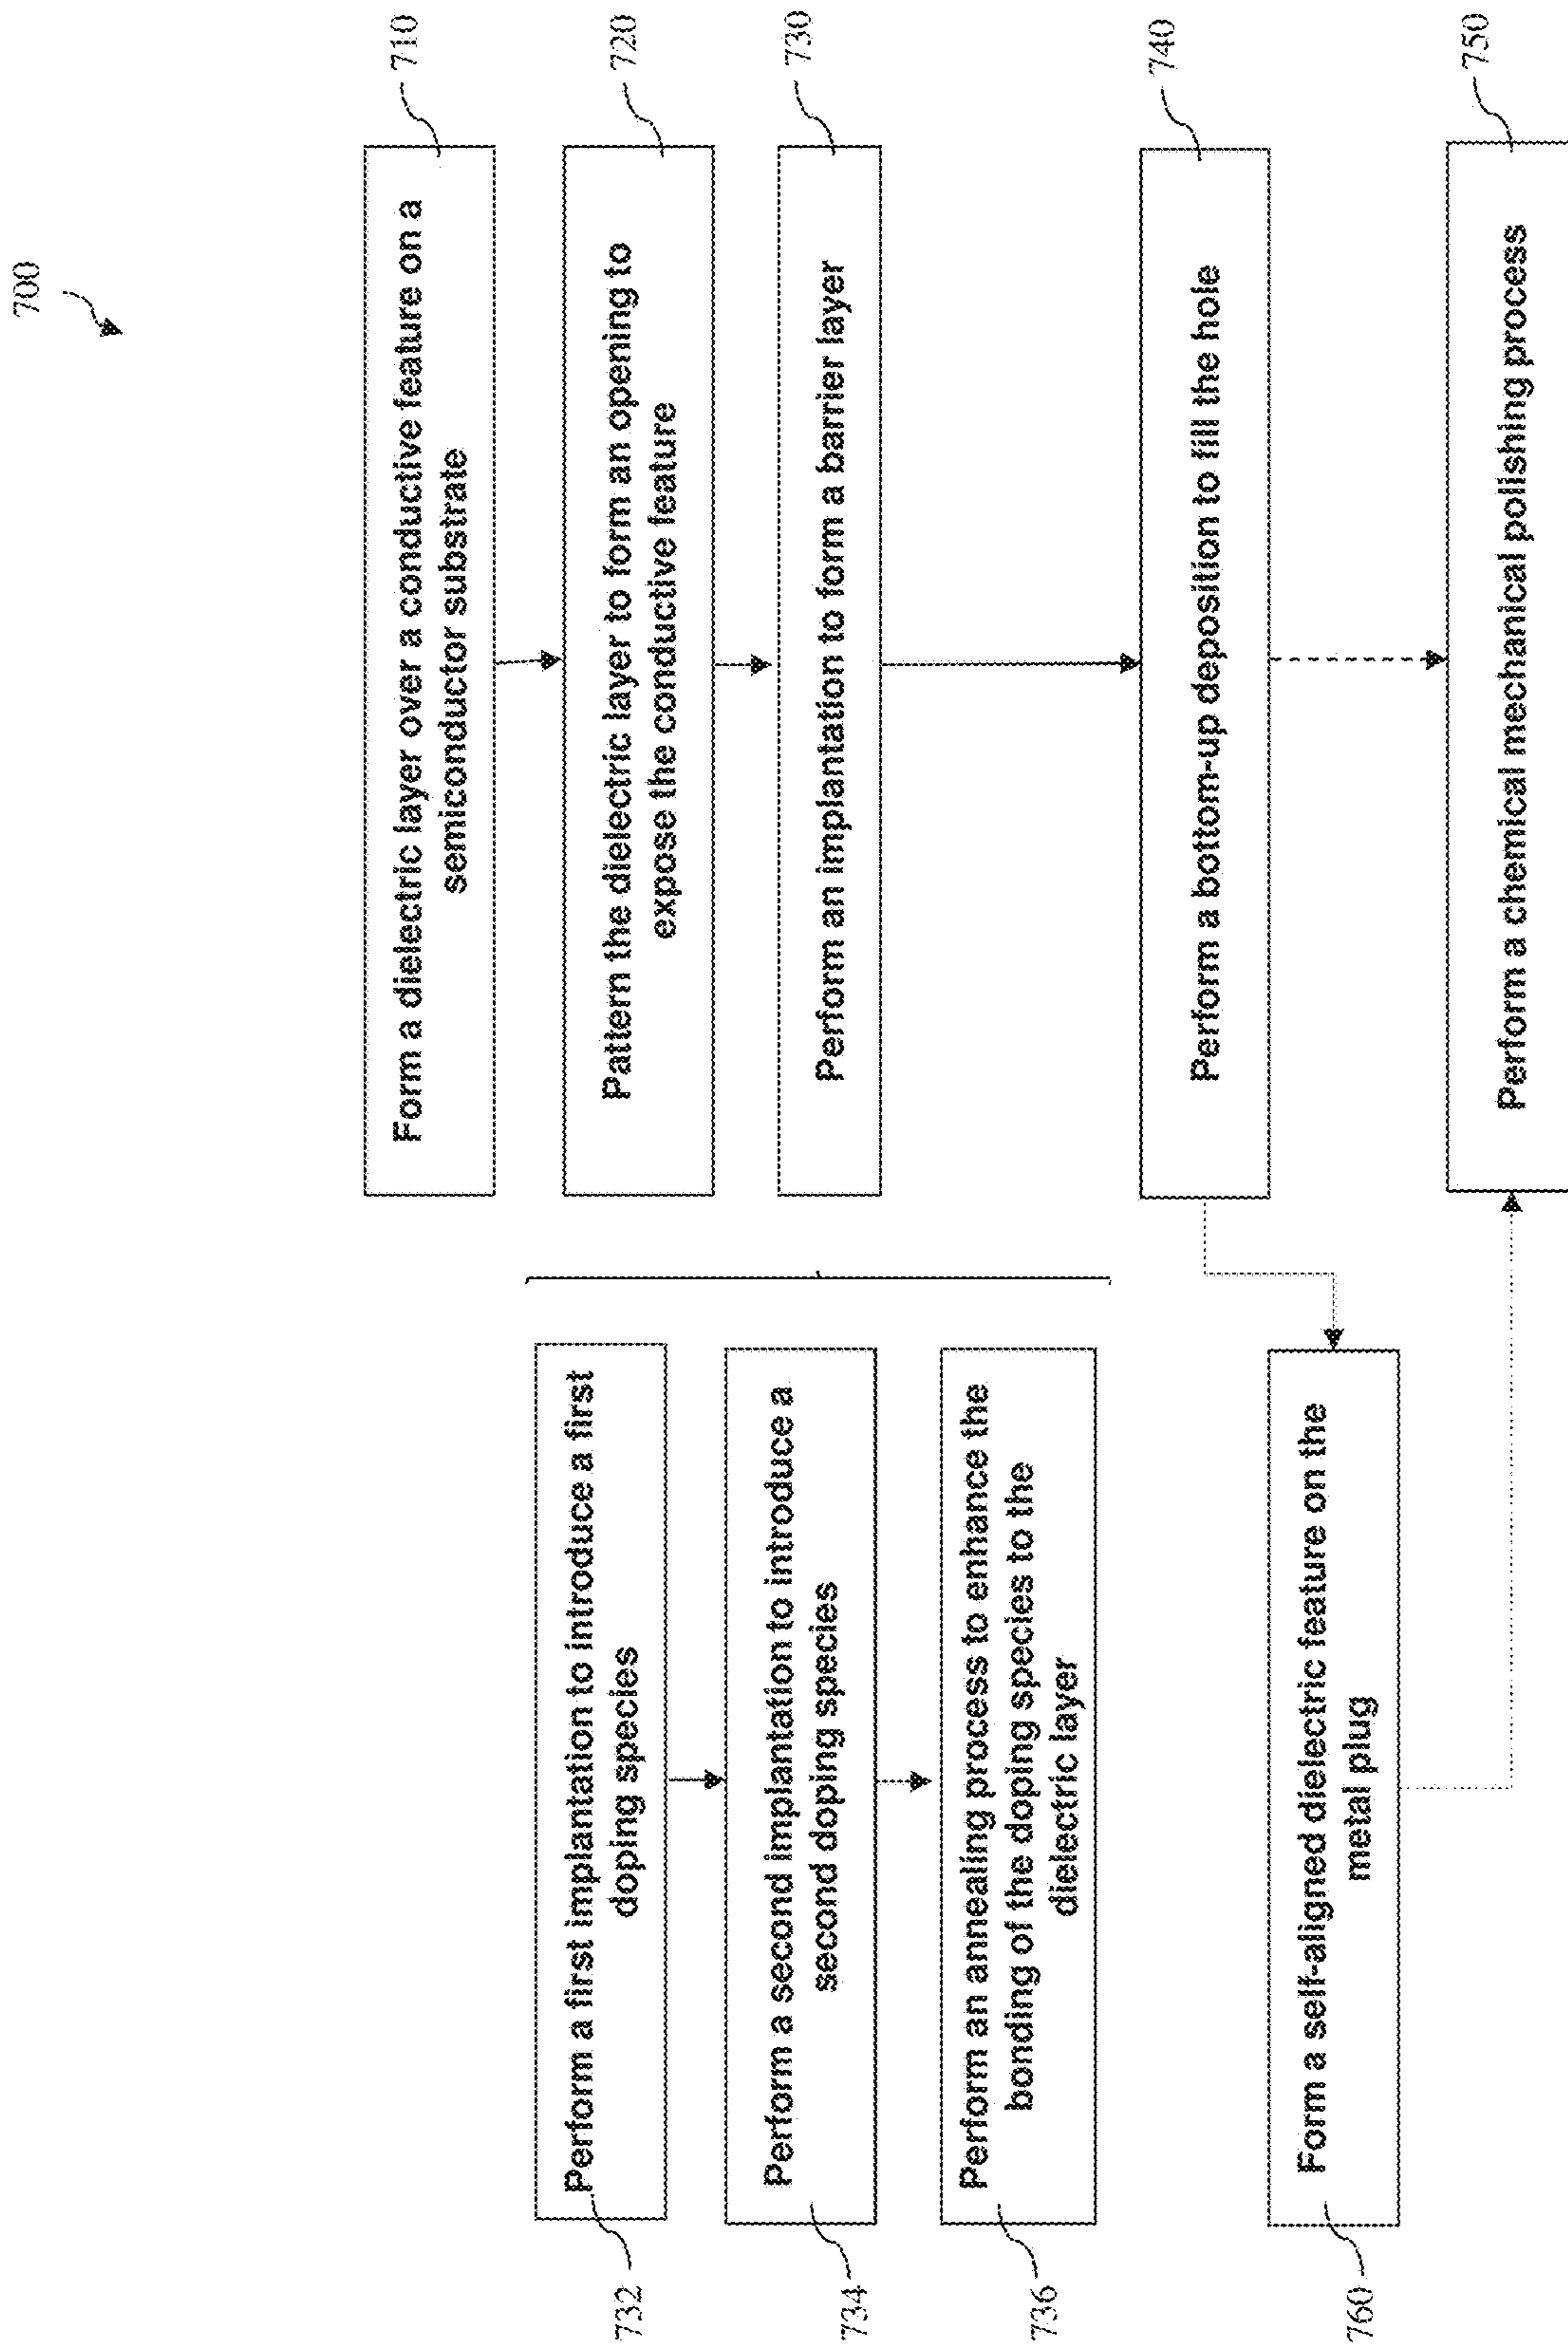 700
Form a dielectric layer over a conductive feature on a
semiconductor substrate
710
Pattern the dielectric layer to form an opening to
expose the conductive feature
720
Perform an implantation to form a barrier layer
730
Perform a first implantation to introduce a first
doping species
732
Perform a second implantation to introduce a
second doping species
734
Perform an annealing process to enhance the
bonding of the doping species to the
dielectric layer
736
Perform a bottom-up deposition to fill the hole
740
Form a self-aligned dielectric feature on the
metal plug
760
Perform a chemical mechanical polishing process
750